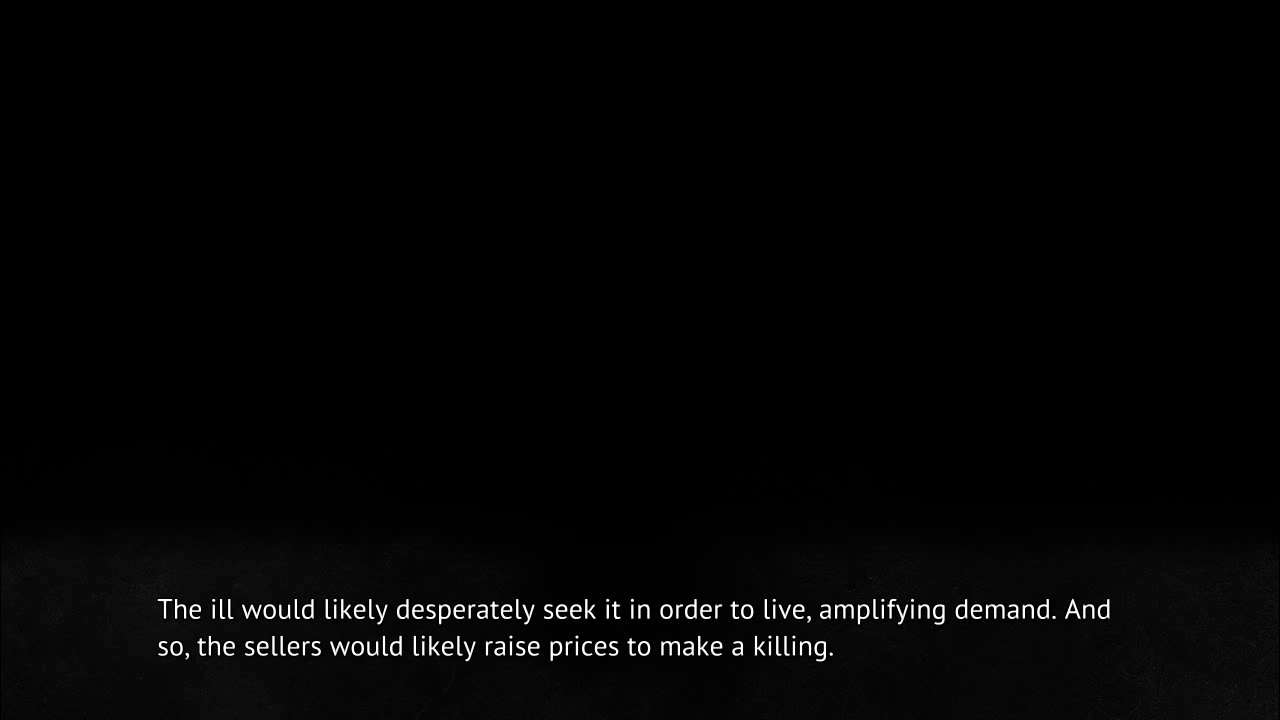 The ill would likely desperately seek it in order to live, amplifying demand. And
so, the sellers would likely raise prices to make a killing.